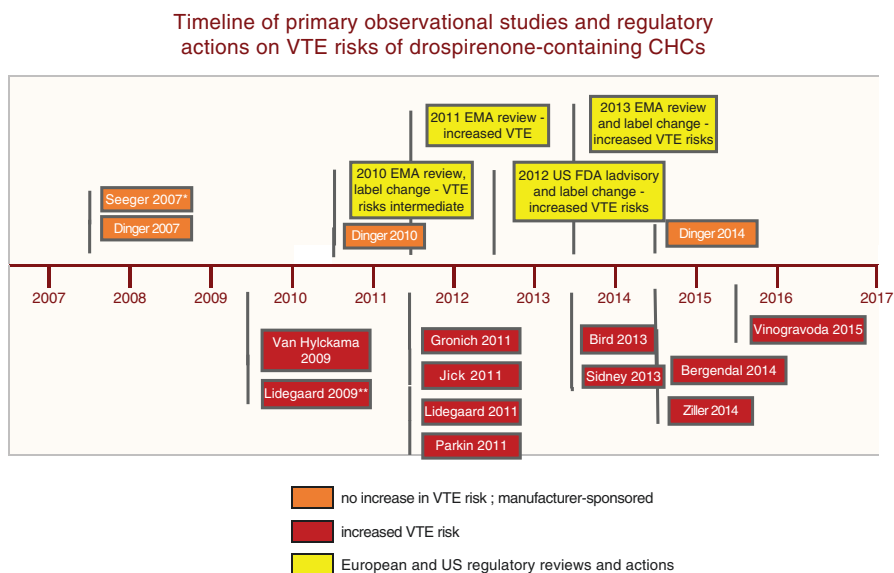 Timeline of primary observational studies and regulatory
actions on VTE risks of drospirenone-containing CHCs
2011 EMA review -
increased VTE
2013 EMA review
and label change -
increased VTE risks
2010 EMA review,
label change - VTE
risks intermediate
2012 US FDA ladvisory
and label change -
increased VTE risks
Seeger 2007*
Dinger 2007
Dinger 2010
Dinger 2014
2007
2008
2009
2010
2011
2012
2013
2014
2015
2016
2017
Van Hylckama
2009
Lidegaard 2009**
Gronich 2011
Jick 2011
Lidegaard 2011
Parkin 2011
Bird 2013
Sidney 2013
Bergendal 2014
Ziller 2014
Vinogravoda 2015
no increase in VTE risk ; manufacturer-sponsored
increased VTE risk
European and US regulatory reviews and actions